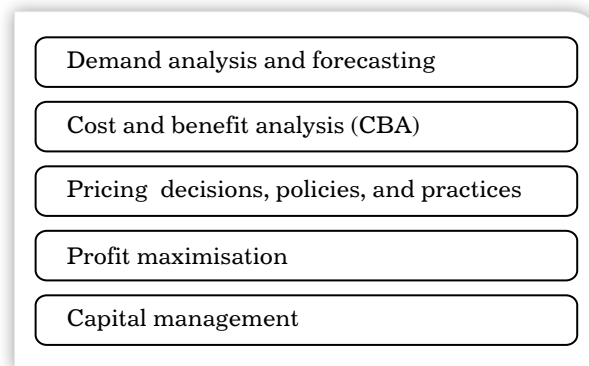 Demand analysis and forecasting
Cost and benefit analysis (CBA)
Pricing  decisions, policies, and practices
Profit maximisation
Capital management